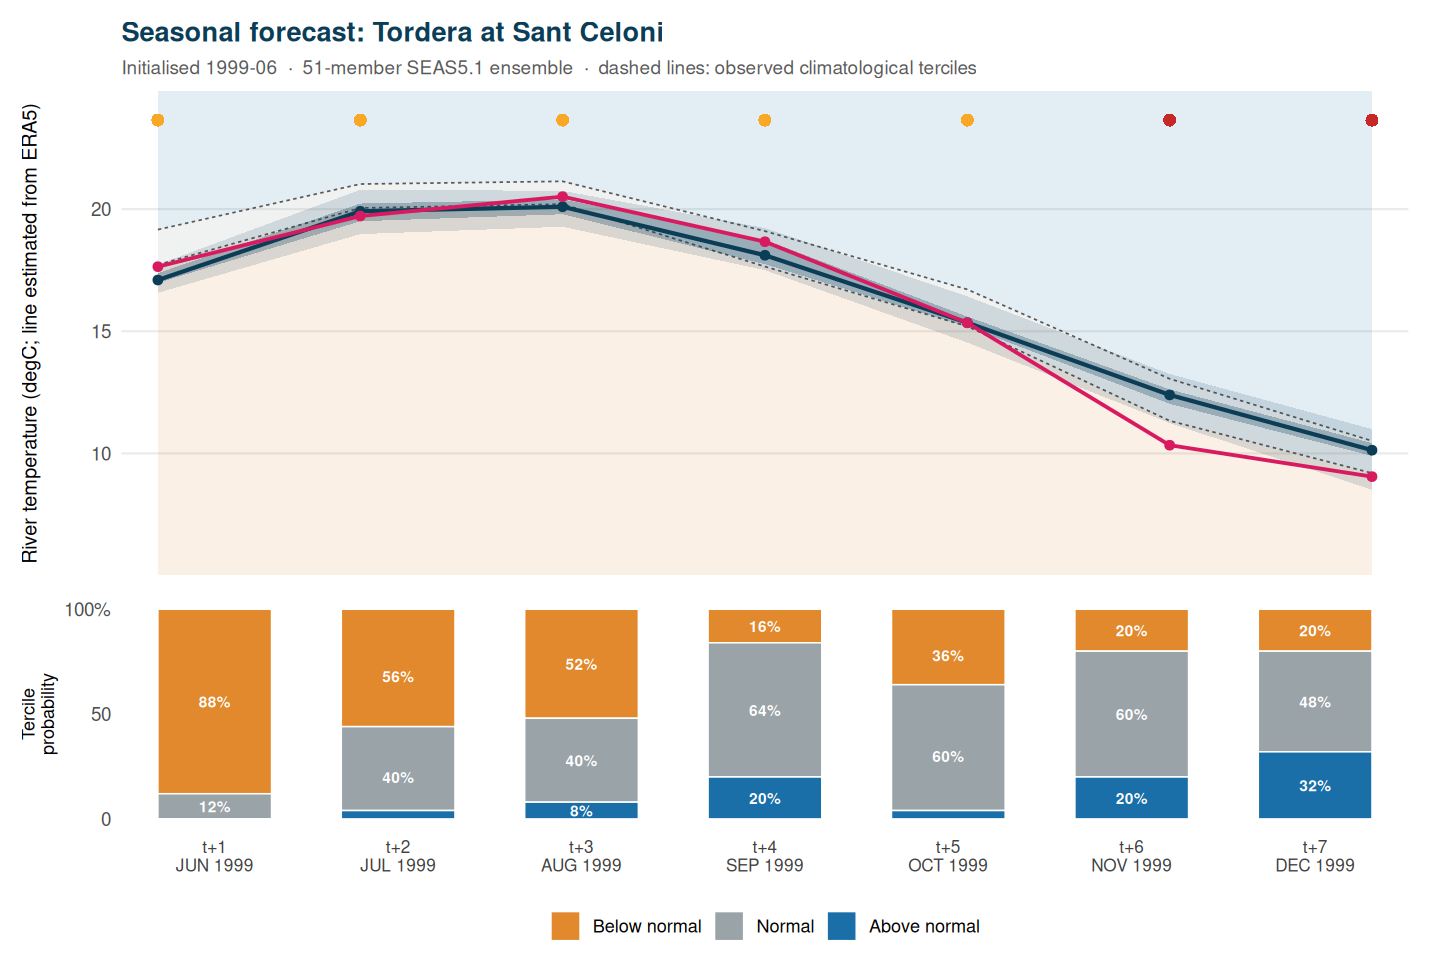 Seasonal forecast: Tordera at Sant Celoni
Initialised 1999-06 · 51-member SEAS5.1 ensemble · dashed lines: observed climatological terciles
River temperature (degC; line estimated from ERA5)
20
15
10
Tercile
probability
100%
50
0
88%
12%
56%
40%
52%
40%
8%
16%
64%
20%
36%
60%
20%
60%
20%
20%
48%
32%
t+1
JUN 1999
t+2
JUL 1999
t+3
AUG 1999
t+4
SEP 1999
t+5
OCT 1999
t+6
NOV 1999
t+7
DEC 1999
Below normal
Normal
Above normal